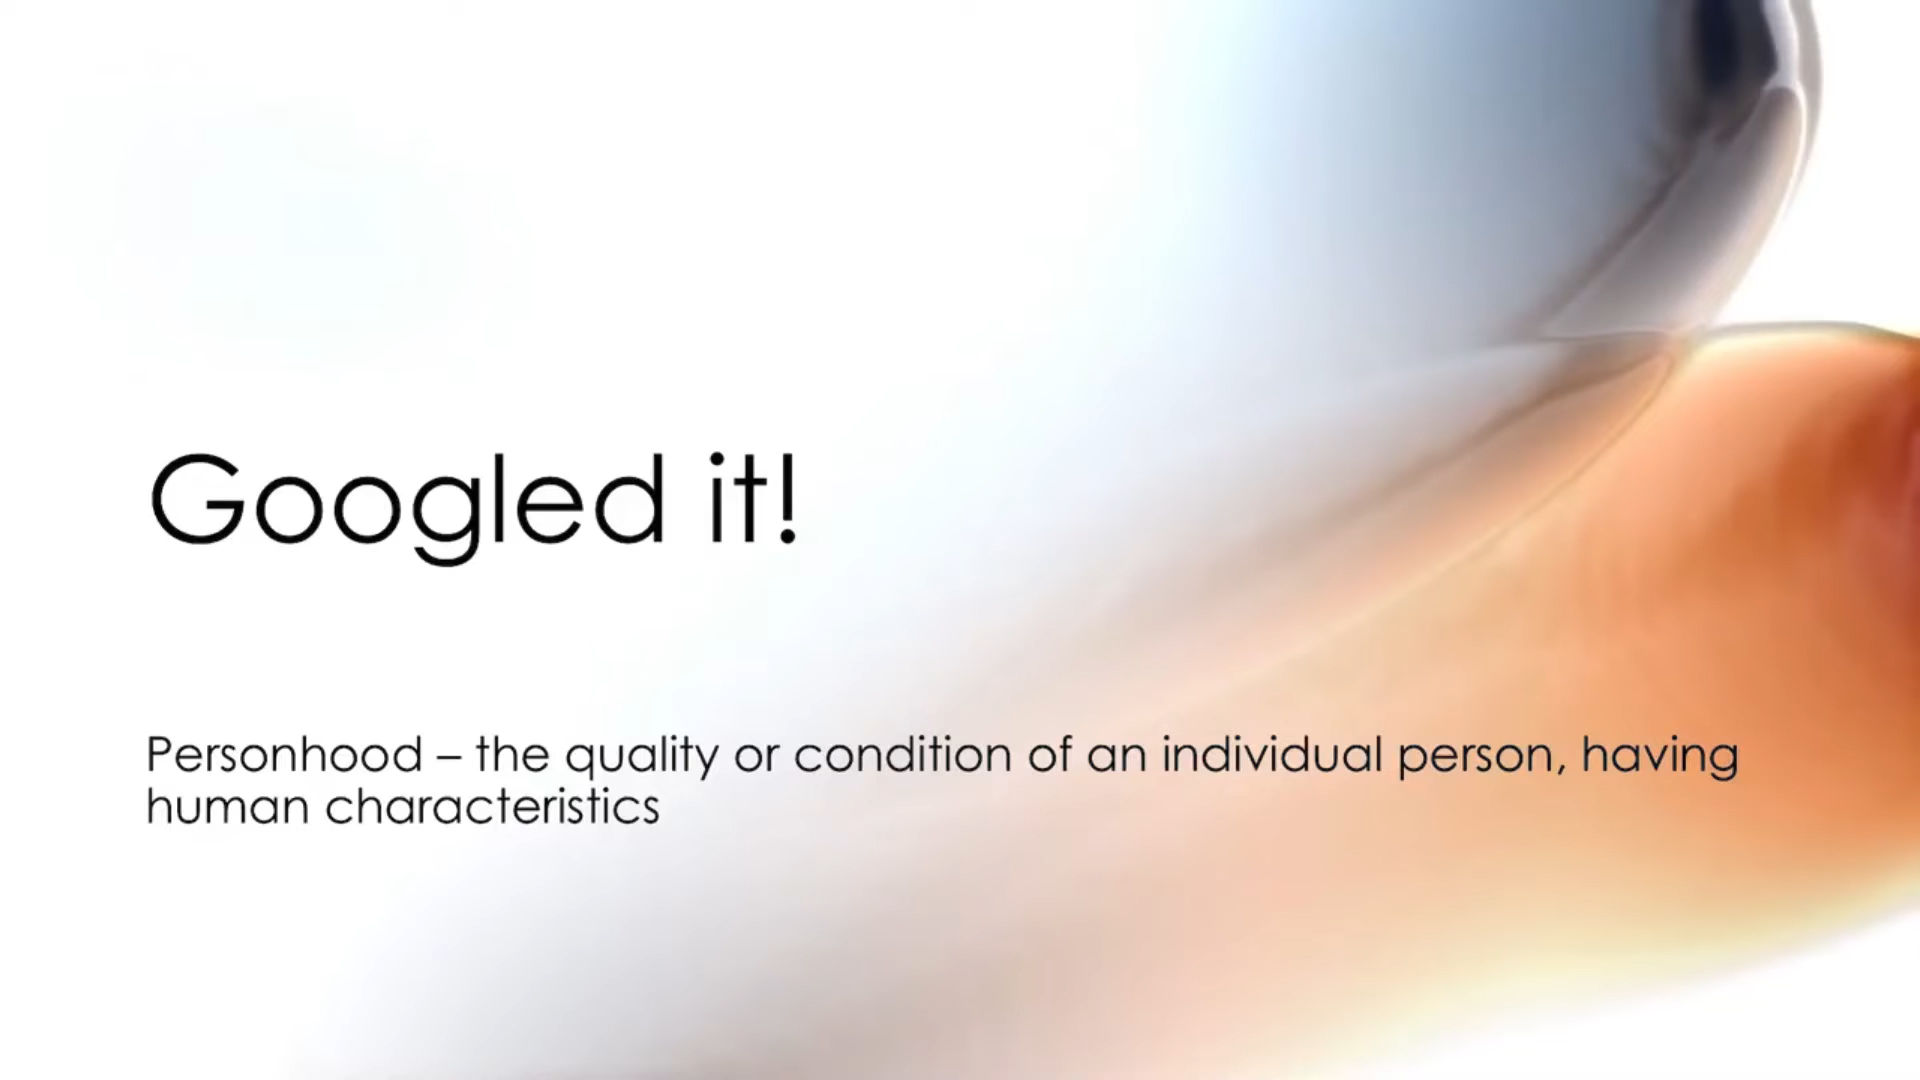 Googled it!
Personhood – the quality or condition of an individual person, having
human characteristics